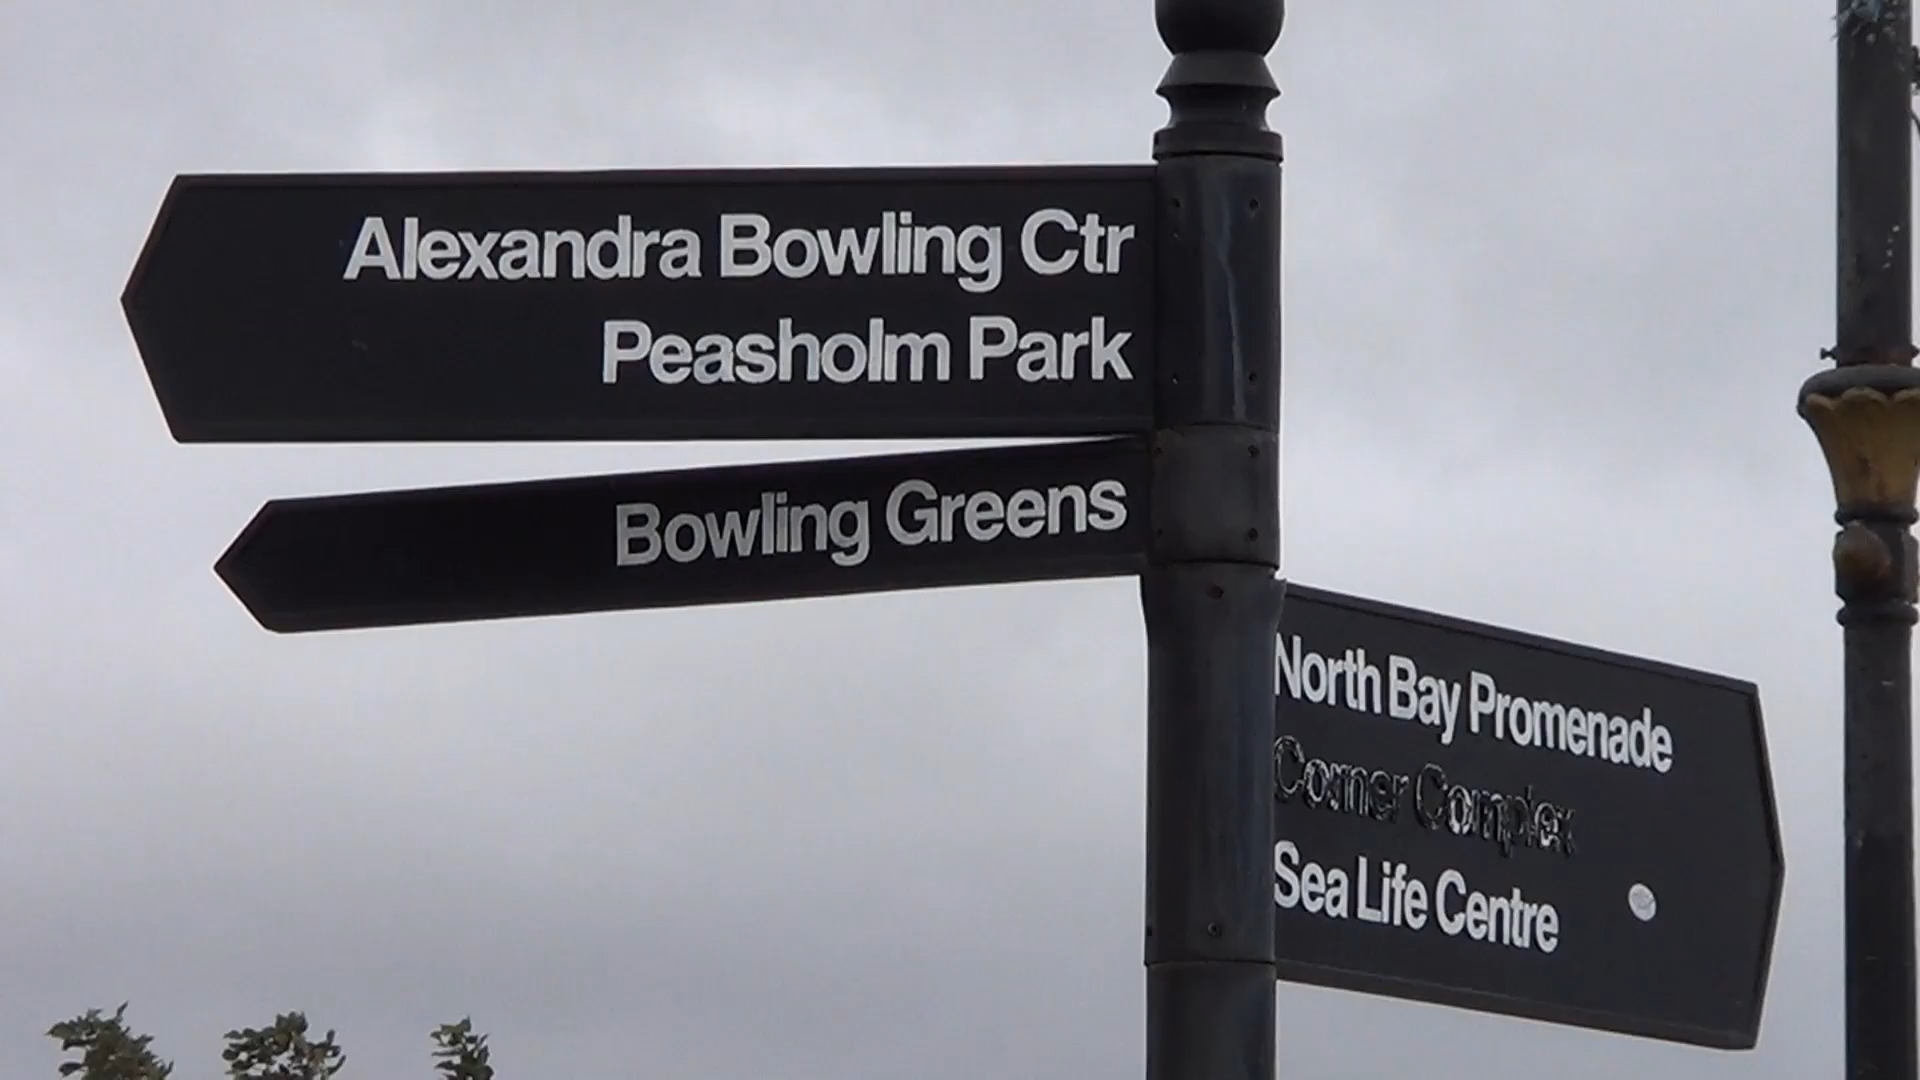 Alexandra Bowling Ctr
Peasholm Park
Bowling Greens
North Bay Promenade
Corner Complex
Sea Life Centre